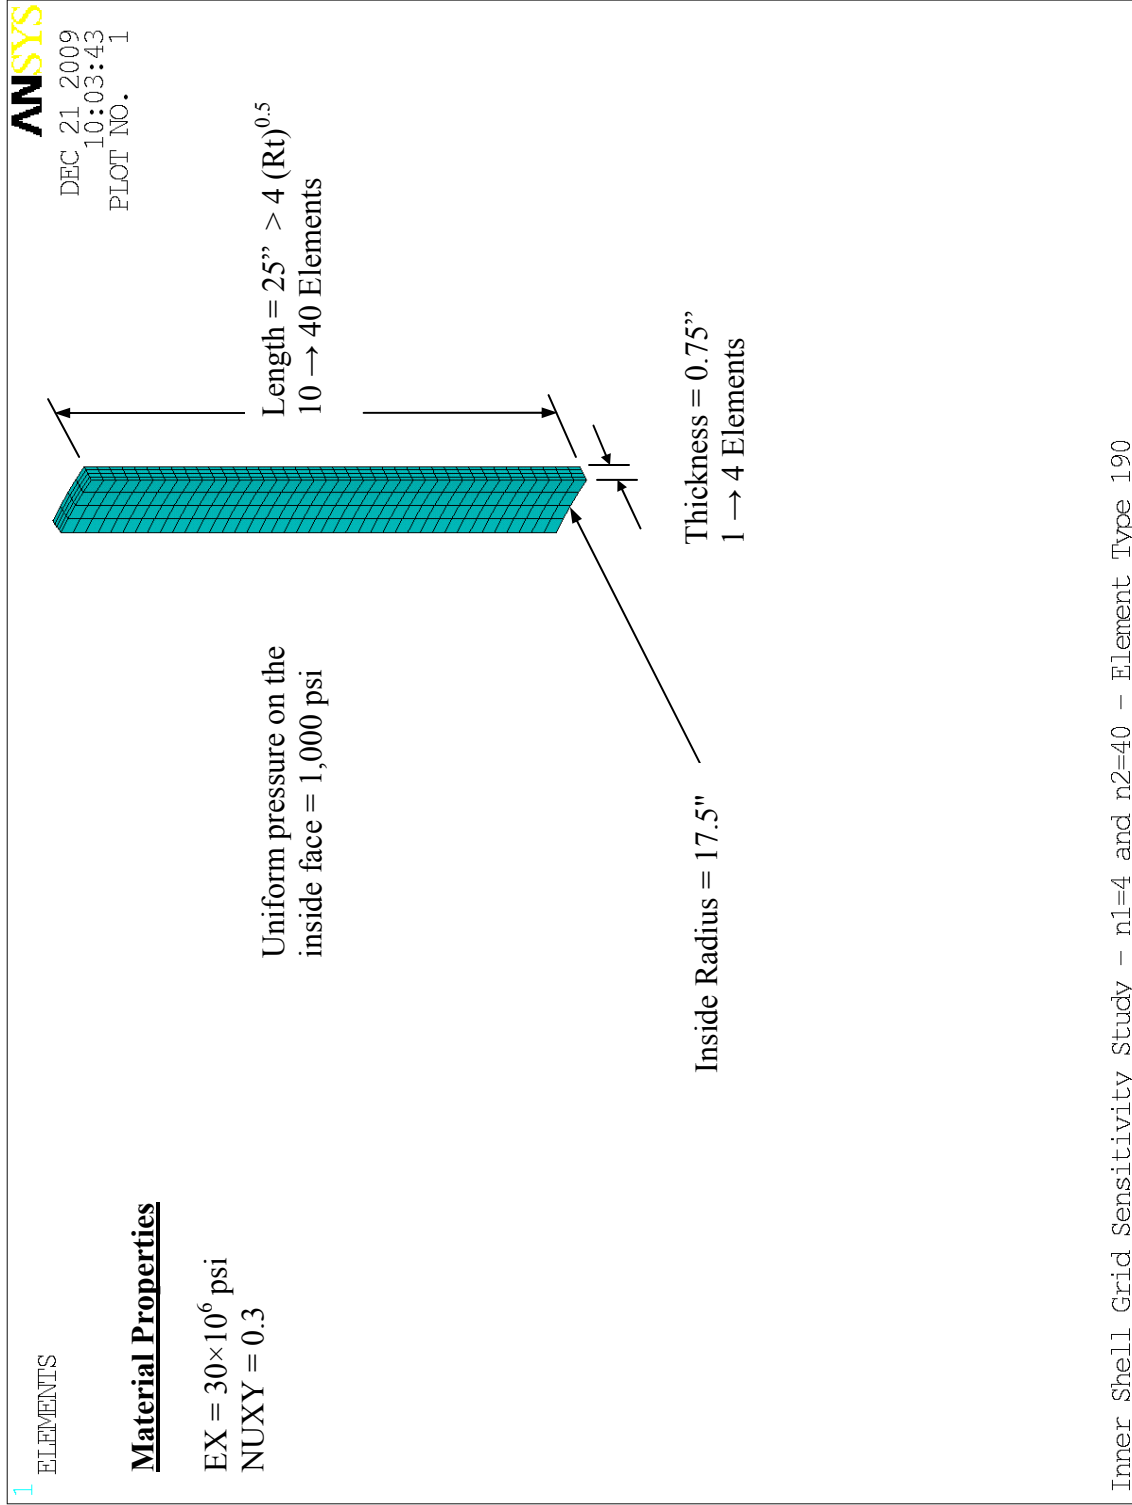 1
ELEMENTS
ANSYS
DEC 21 2009
10:03:43
PLOT NO. 1
Material Properties
EX = 30×10⁶ psi
NUXY = 0.3
Uniform pressure on the
inside face = 1,000 psi
Length = 25” > 4 (Rt)^0.5
10 → 40 Elements
Inside Radius = 17.5"
Thickness = 0.75”
1 → 4 Elements
Inner Shell Grid Sensitivity Study - n1=4 and n2=40 - Element Type 190